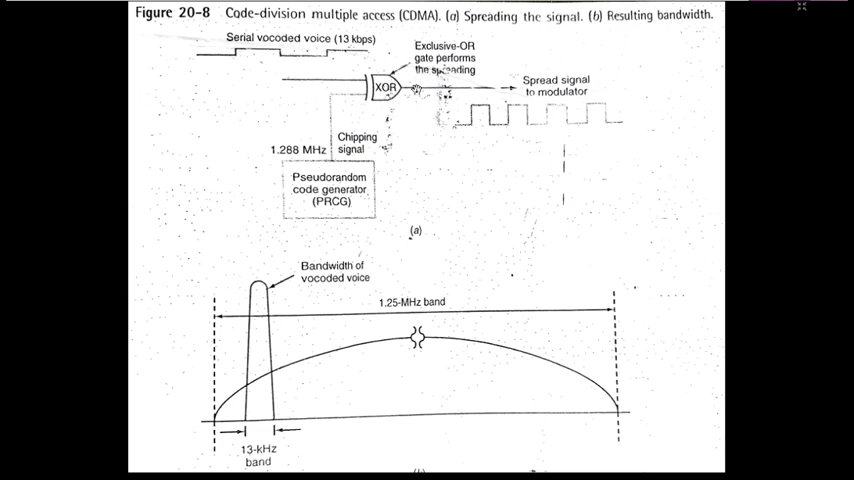 Figure 20-8 Code-division multiple access (CDMA). (a) Spreading the signal. (b) Resulting bandwidth.
Serial vocoded voice (13 kbps)
Exclusive-OR
gate performs
the spreading
XOR
Spread signal
to modulator
Chipping
signal
1.288 MHz
Pseudorandom
code generator
(PRCG)
(a)
Bandwidth of
vocoded voice
1.25-MHz band
13-kHz
band